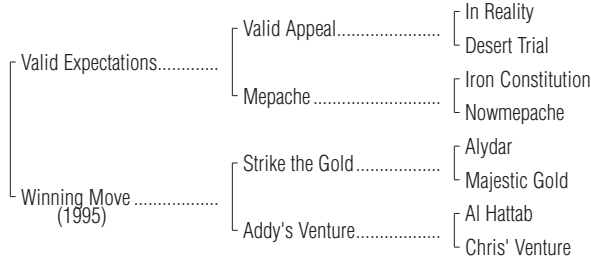 In Reality
Valid Appeal......................
Desert Trial
Valid Expectations.............
Iron Constitution
Mepache ..........................
Nowmepache
Alydar
Strike the Gold.................
Majestic Gold
Winning Move .................
(1995)
Al Hattab
Addy's Venture.................
Chris' Venture